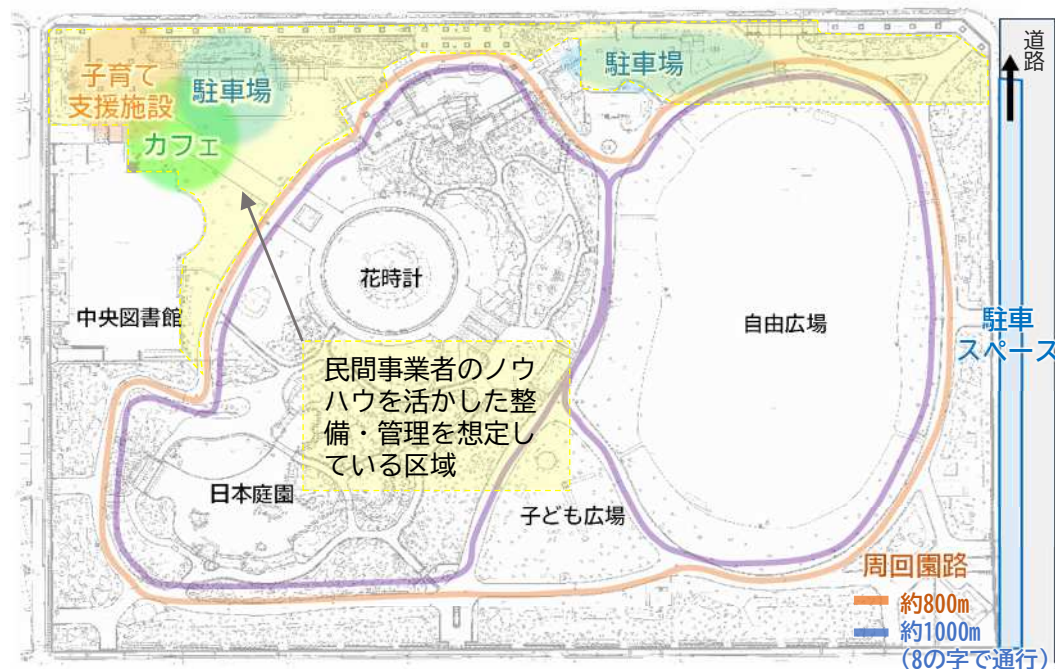 道路
子育て
支援施設
駐車場
カフェ
駐車場
花時計
中央図書館
自由広場
駐車
スペース
民間事業者のノウ
ハウを活かした整
備・管理を想定し
ている区域
日本庭園
子ども広場
周回園路
約800m
約1000m
(8の字で通行)